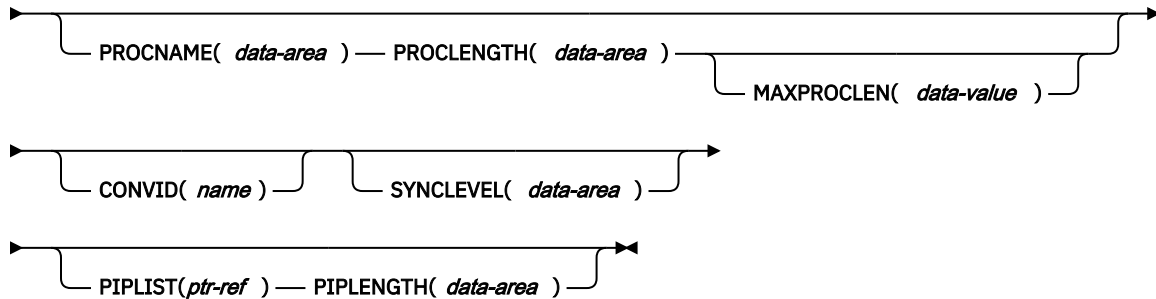 PROCNAME( data-area ) PROCLENGTH( data-area )
MAXPROCLEN( data-value )
CONVID( name ) SYNCLEVEL( data-area )
PIPLIST(ptr-ref ) PIPLENGTH( data-area )